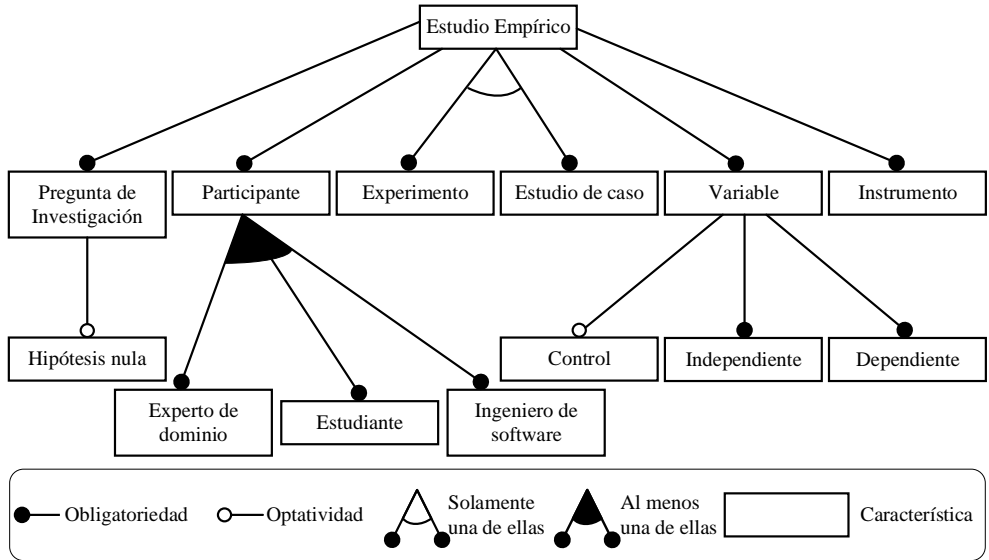 Estudio Empírico
Pregunta de
Investigación
Participante
Experimento
Estudio de caso
Variable
Instrumento
Hipótesis nula
Control
Independiente
Dependiente
Experto de
dominio
Estudiante
Ingeniero de
software
Obligatoriedad
Optatividad
Solamente
una de ellas
Al menos
una de ellas
Característica